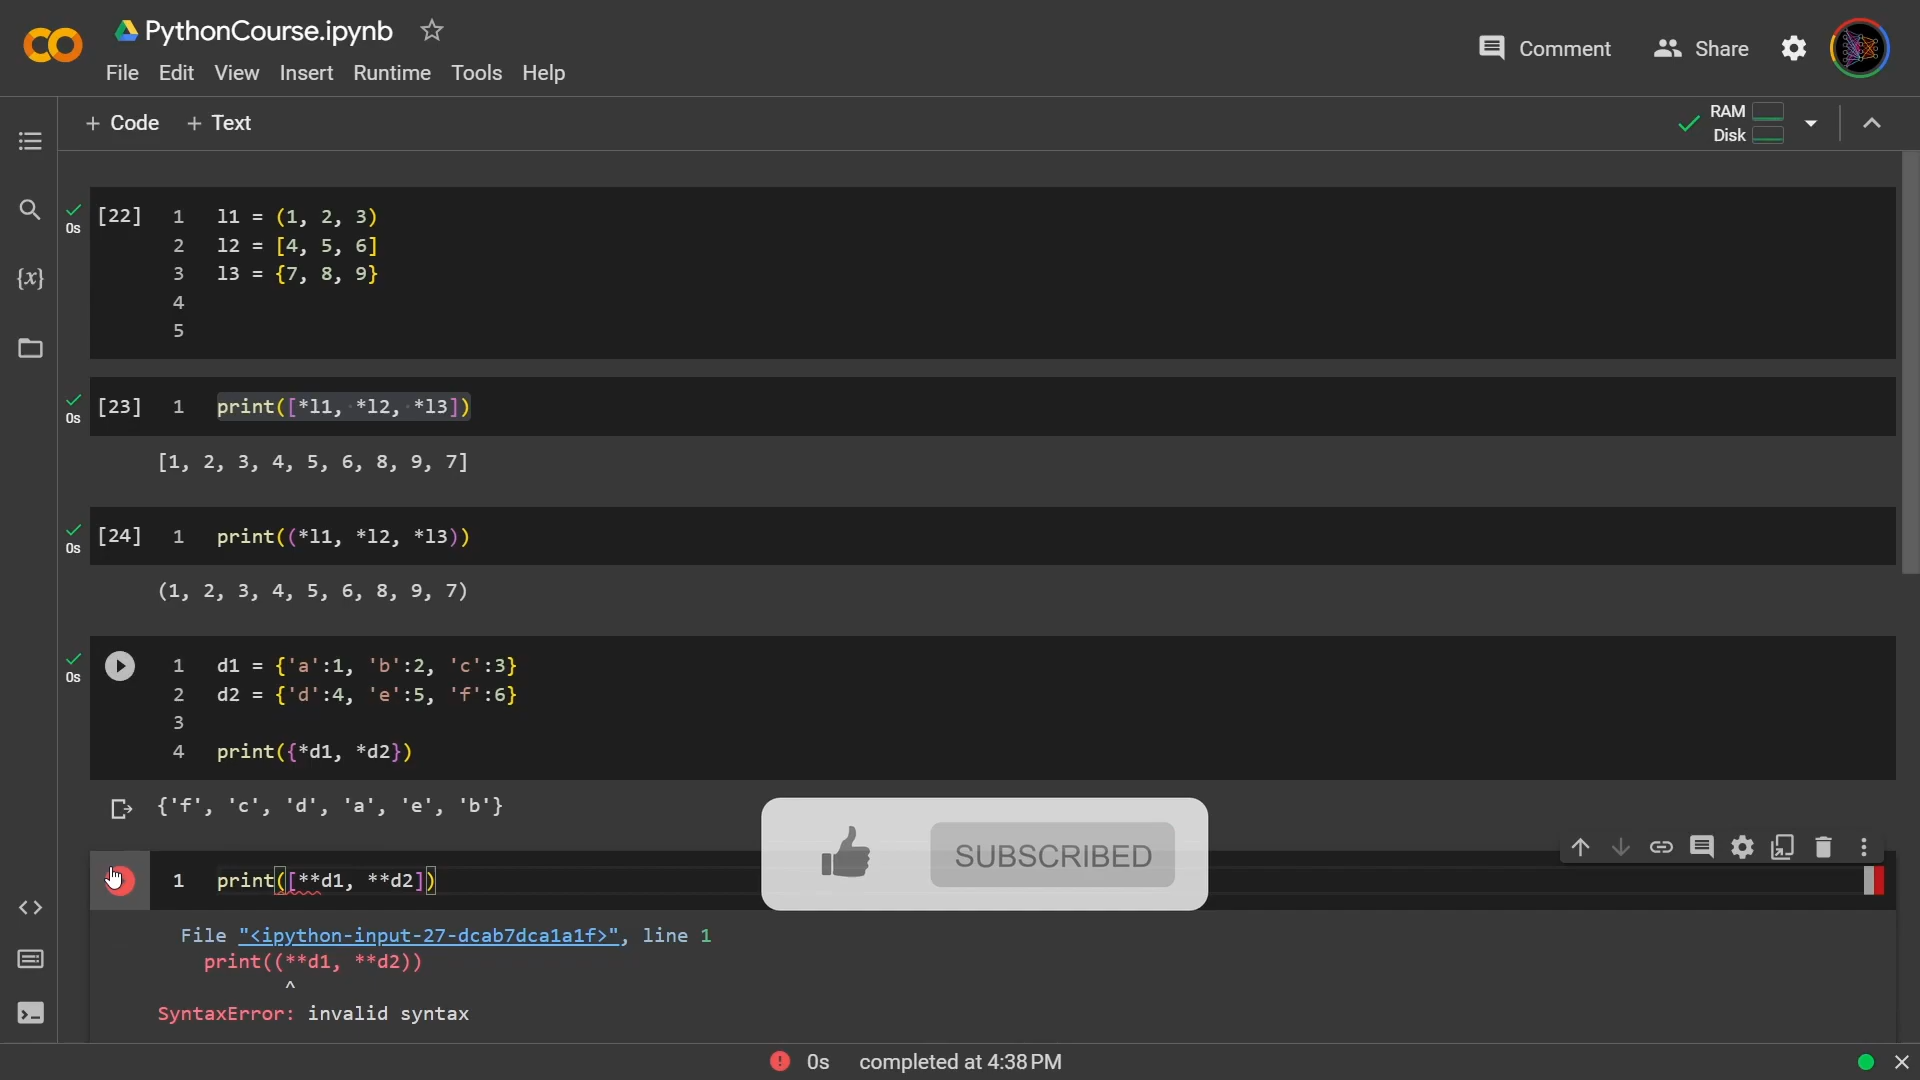 PythonCourse.ipynb
File Edit View Insert Runtime Tools Help
Comment Share
+ Code + Text
RAM
Disk
[22] 1 l1 = (1, 2, 3)
0s
2 l2 = [4, 5, 6]
3 l3 = {7, 8, 9}
4
5
[23] 1 print([*l1, *l2, *l3])
0s
[1, 2, 3, 4, 5, 6, 8, 9, 7]
[24] 1 print((*l1, *l2, *l3))
0s
(1, 2, 3, 4, 5, 6, 8, 9, 7)
1 d1 = {'a':1, 'b':2, 'c':3}
0s
2 d2 = {'d':4, 'e':5, 'f':6}
3
4 print({*d1, *d2})
{'f', 'c', 'd', 'a', 'e', 'b'}
SUBSCRIBED
1 print([**d1, **d2])
File "<ipython-input-27-dcab7dca1a1f>", line 1
print((**d1, **d2))
^
SyntaxError: invalid syntax
0s completed at 4:38 PM